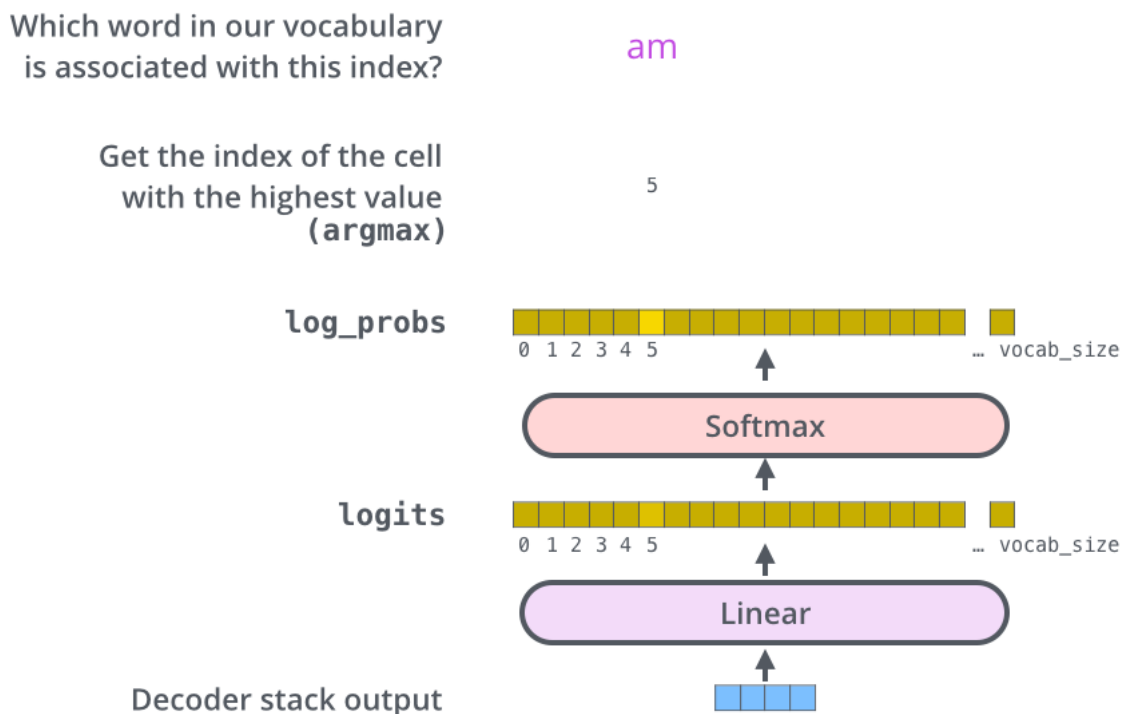 Which word in our vocabulary
is associated with this index?
am
Get the index of the cell
with the highest value
(argmax)
5
log_probs
0 1 2 3 4 5 … vocab_size
Softmax
logits
0 1 2 3 4 5 … vocab_size
Linear
Decoder stack output